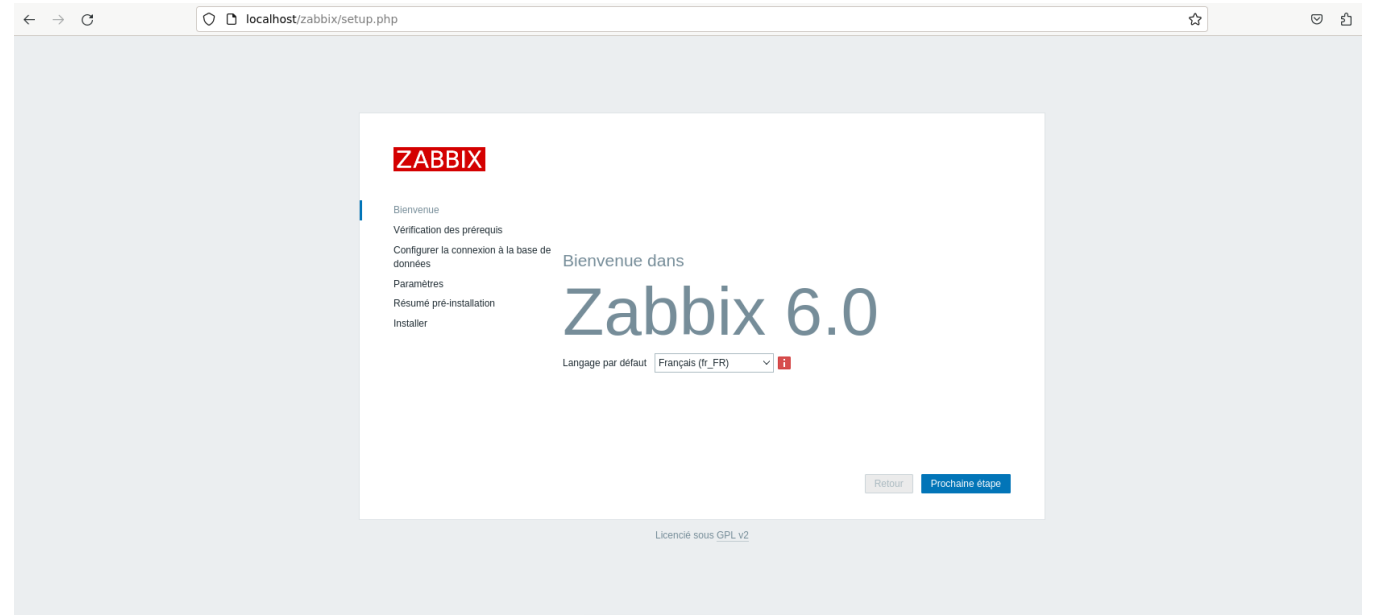 localhost/zabbix/setup.php
ZABBIX
Bienvenue
Vérification des prérequis
Configurer la connexion à la base de
données
Paramètres
Résumé pré-installation
Installer
Bienvenue dans
Zabbix 6.0
Langage par défaut Français (fr_FR) i
Retour Prochaine étape
Licencié sous GPL v2